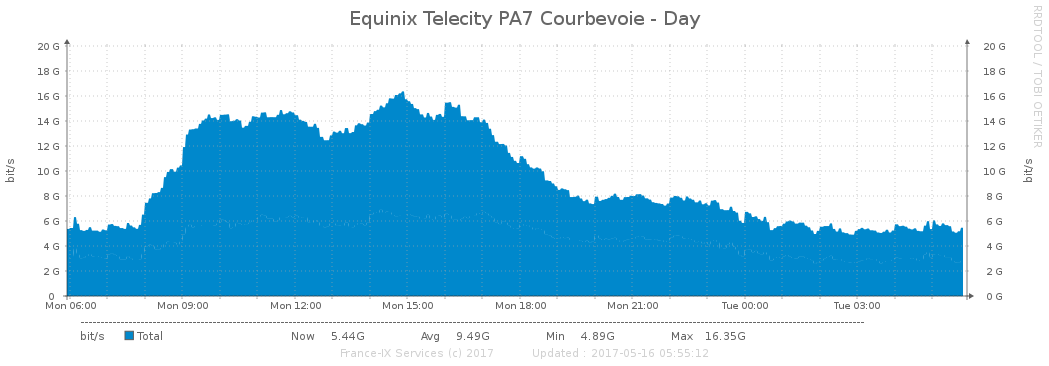 Equinix Telecity PA7 Courbevoie - Day
RRDTOOL / TOBI OETIKER
20 G 20 G
18 G 18 G
16 G 16 G
14 G 14 G
12 G 12 G
10 G 10 G
8 G 8 G
6 G 6 G
4 G 4 G
2 G 2 G
0 0 G
bit/s bit/s
Mon 06:00 Mon 09:00 Mon 12:00 Mon 15:00 Mon 18:00 Mon 21:00 Tue 00:00 Tue 03:00
bit/s Total Now 5.44G Avg 9.49G Min 4.89G Max 16.35G
France-IX Services (c) 2017 Updated : 2017-05-16 05:55:12